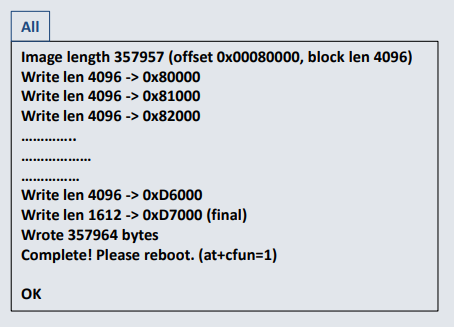 All
Image length 357957 (offset 0x00080000, block len 4096)
Write len 4096 -> 0x80000
Write len 4096 -> 0x81000
Write len 4096 -> 0x82000
…………..
………………
……………
Write len 4096 -> 0xD6000
Write len 1612 -> 0xD7000 (final)
Wrote 357964 bytes
Complete! Please reboot. (at+cfun=1)
OK